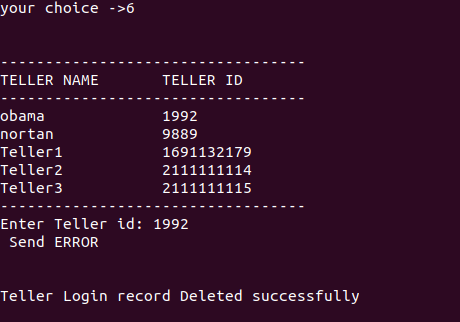 your choice ->6
----------------------------------
TELLER NAME       TELLER ID
----------------------------------
obama             1992
nortan            9889
Teller1           1691132179
Teller2           2111111114
Teller3           2111111115
----------------------------------
Enter Teller id: 1992
 Send ERROR
Teller Login record Deleted successfully